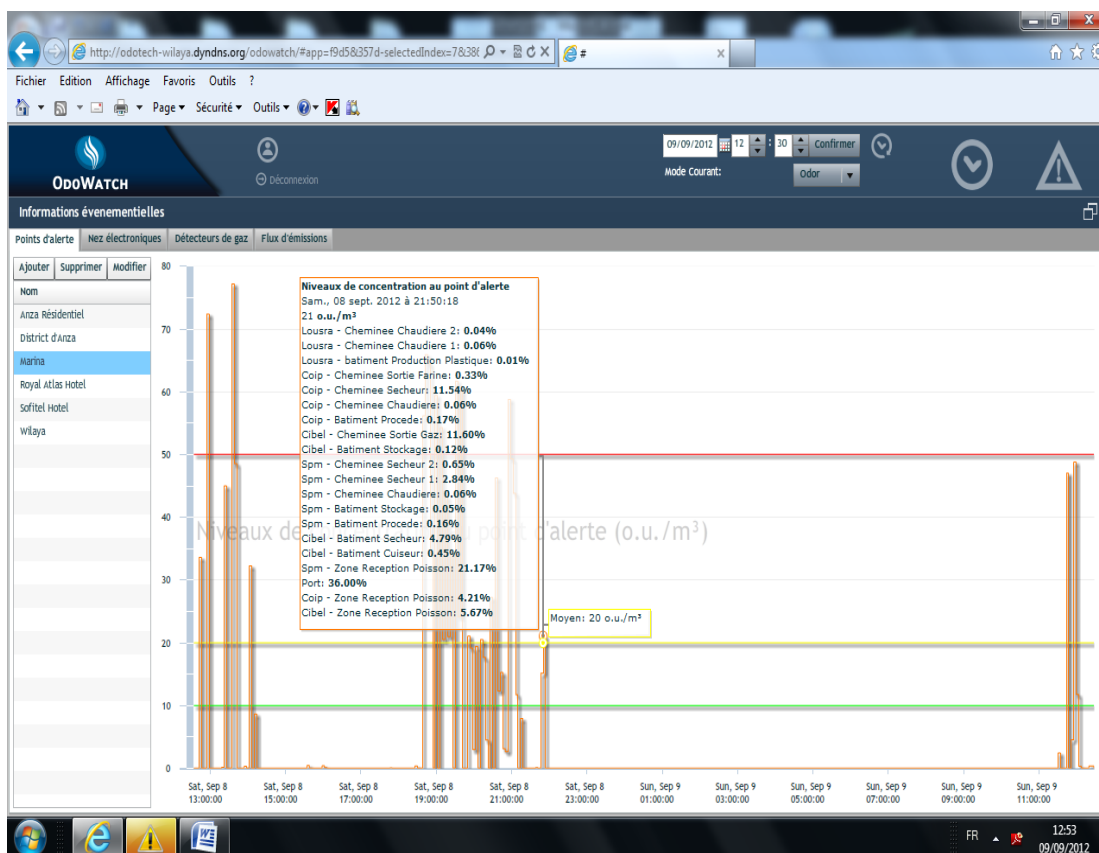 http://odotech-wilaya.dyndns.org/odowatch/#app=f9d5&357d-selectedIndex=7&38f
#
Fichier Edition Affichage Favoris Outils ?
Page Sécurité Outils
ODOWATCH
Déconnexion
09/09/2012 12 : 30 Confirmer
Mode Courant: Odor
Informations évenementielles
Points d'alerte Nez électroniques Détecteurs de gaz Flux d'émissions
Ajouter Supprimer Modifier
Nom
Anza Résidentiel
District d'Anza
Marina
Royal Atlas Hotel
Sofitel Hotel
Wilaya
80
70
60
50
40
30
20
10
0
Niveaux de concentration au point d'alerte
Sam., 08 sept. 2012 à 21:50:18
21 o.u./m³
Lousra - Cheminee Chaudiere 2: 0.04%
Lousra - Cheminee Chaudiere 1: 0.06%
Lousra - batiment Production Plastique: 0.01%
Coip - Cheminee Sortie Farine: 0.33%
Coip - Cheminee Secheur: 11.54%
Coip - Cheminee Chaudiere: 0.06%
Coip - Batiment Procede: 0.17%
Cibel - Cheminee Sortie Gaz: 11.60%
Cibel - Batiment Stockage: 0.12%
Spm - Cheminee Secheur 2: 0.65%
Spm - Cheminee Secheur 1: 2.84%
Spm - Cheminee Chaudiere: 0.06%
Spm - Batiment Stockage: 0.05%
Spm - Batiment Procede: 0.16%
Cibel - Batiment Secheur: 4.79%
Cibel - Batiment Cuiseur: 0.45%
Spm - Zone Reception Poisson: 21.17%
Port: 36.00%
Coip - Zone Reception Poisson: 4.21%
Cibel - Zone Reception Poisson: 5.67%
Niveaux de point d'alerte (o.u./m³)
Moyen: 20 o.u./m³
Sat, Sep 8 Sat, Sep 8 Sat, Sep 8 Sat, Sep 8 Sat, Sep 8 Sat, Sep 8 Sun, Sep 9 Sun, Sep 9 Sun, Sep 9 Sun, Sep 9 Sun, Sep 9 Sun, Sep 9
13:00:00 15:00:00 17:00:00 19:00:00 21:00:00 23:00:00 01:00:00 03:00:00 05:00:00 07:00:00 09:00:00 11:00:00
FR 12:53
09/09/2012